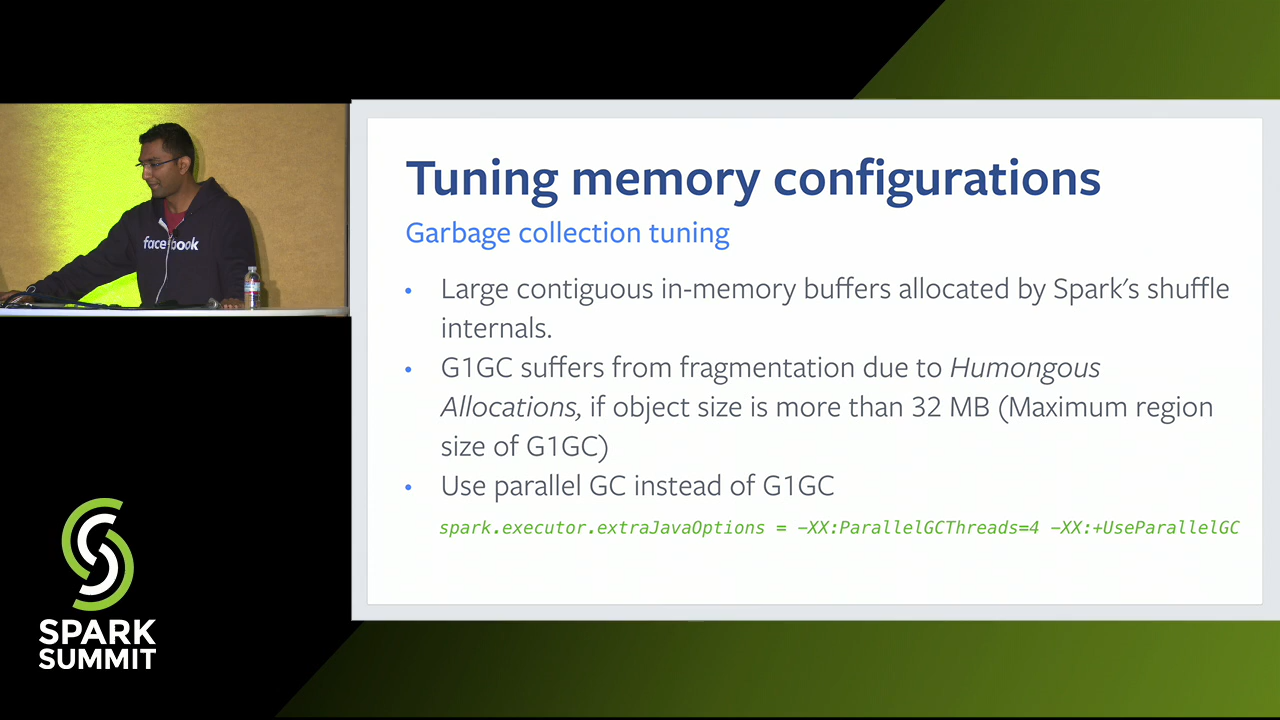 Tuning memory configurations
Garbage collection tuning
• Large contiguous in-memory buffers allocated by Spark's shuffle
internals.
• G1GC suffers from fragmentation due to Humongous
Allocations, if object size is more than 32 MB (Maximum region
size of G1GC)
• Use parallel GC instead of G1GC
spark.executor.extraJavaOptions = -XX:ParallelGCThreads=4 -XX:+UseParallelGC
facebook
SPARK
SUMMIT